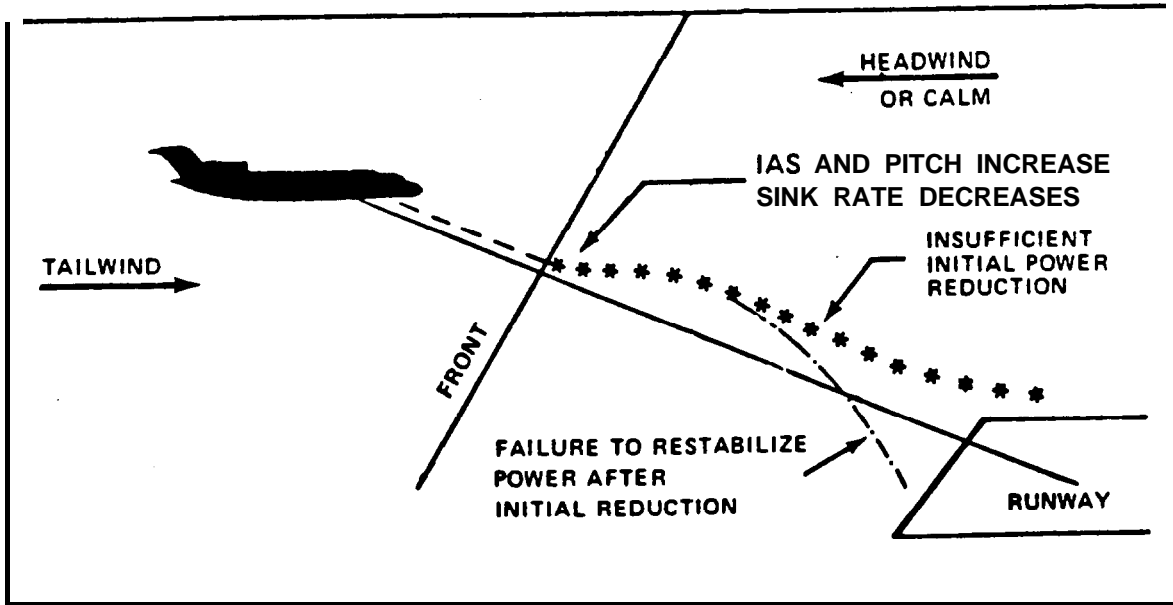 HEADWIND
OR CALM
IAS AND PITCH INCREASE
SINK RATE DECREASES
INSUFFICIENT
INITIAL POWER
REDUCTION
TAILWIND
FRONT
FAILURE TO RESTABILIZE
POWER AFTER
INITIAL REDUCTION
RUNWAY